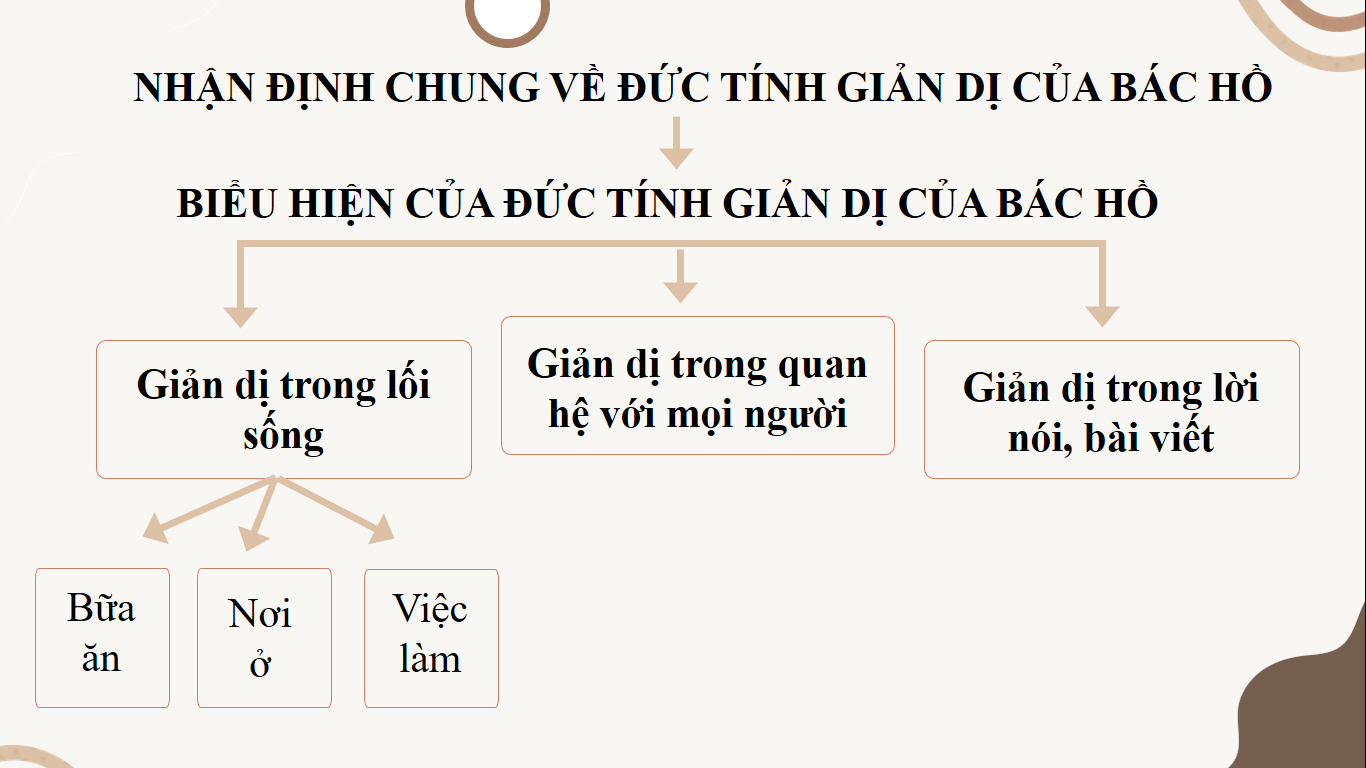 NHẬN ĐỊNH CHUNG VỀ ĐỨC TÍNH GIẢN DỊ CỦA BÁC HỒ
BIỂU HIỆN CỦA ĐỨC TÍNH GIẢN DỊ CỦA BÁC HỒ
Giản dị trong lối
sống
Giản dị trong quan
hệ với mọi người
Giản dị trong lời
nói, bài viết
Bữa
ăn
Nơi
ở
Việc
làm